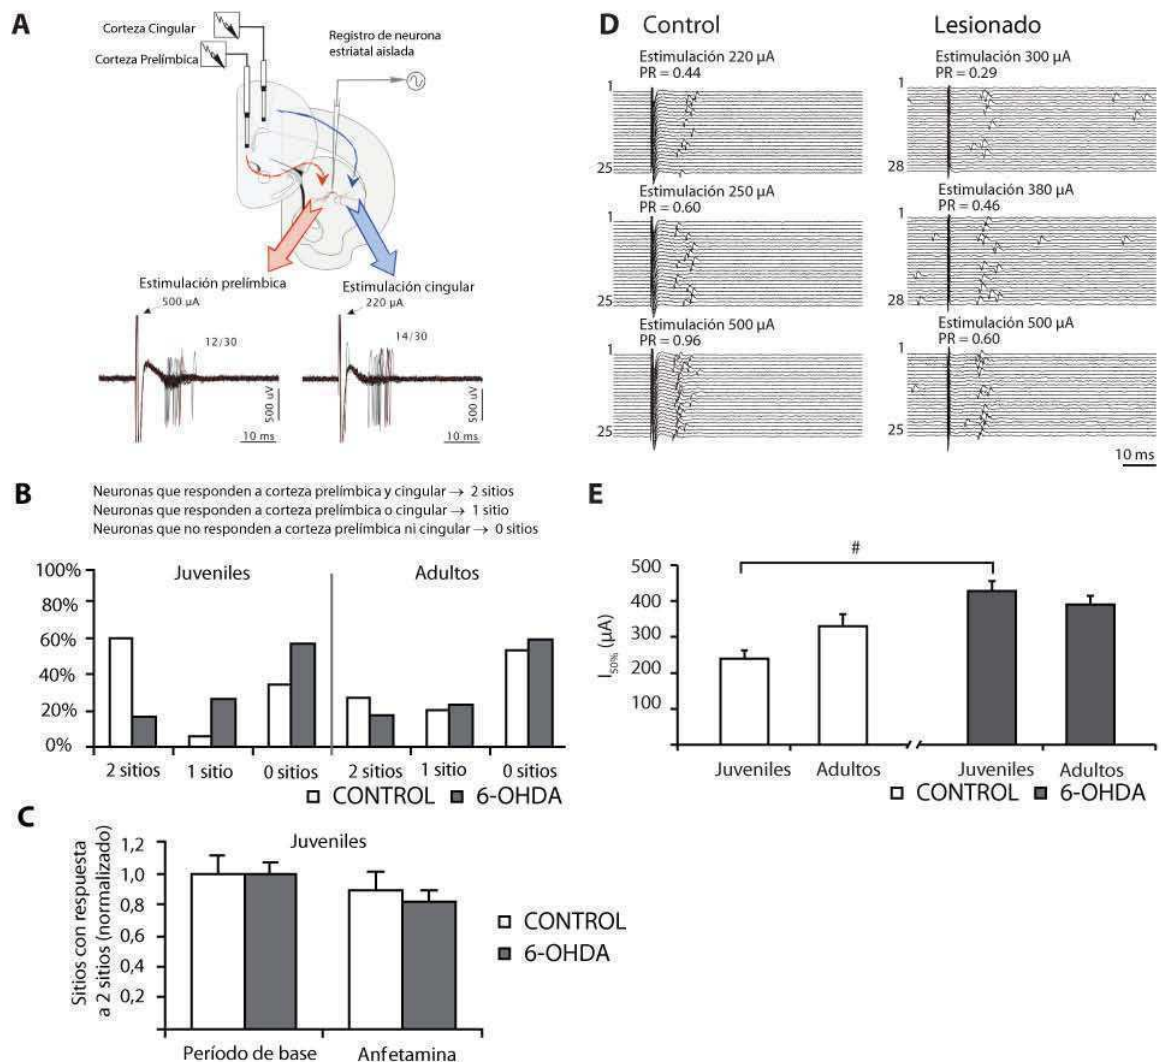 A
Corteza Cingular
Corteza Prelímbica
Registro de neurona
estriatal aislada
Estimulación prelímbica
500 µA
12/30
500 uV
10 ms
Estimulación cingular
220 µA
14/30
500 uV
10 ms
B
Neuronas que responden a corteza prelímbica y cingular → 2 sitios
Neuronas que responden a corteza prelímbica o cingular → 1 sitio
Neuronas que no responden a corteza prelímbica ni cingular → 0 sitios
100%
80%
60%
40%
20%
0%
Juveniles
Adultos
2 sitios
1 sitio
0 sitios
2 sitios
1 sitio
0 sitios
CONTROL
6-OHDA
C
Juveniles
Sitios con respuesta
a 2 sitios (normalizado)
1,2
1,0
0,8
0,6
0,4
0,2
Período de base
Anfetamina
CONTROL
6-OHDA
D
Control
Estimulación 220 µA
PR = 0.44
1
25
Estimulación 250 µA
PR = 0.60
1
25
Estimulación 500 µA
PR = 0.96
1
25
Lesionado
Estimulación 300 µA
PR = 0.29
1
28
Estimulación 380 µA
PR = 0.46
1
28
Estimulación 500 µA
PR = 0.60
1
25
10 ms
E
#
I50% (µA)
500
400
300
200
100
Juveniles
Adultos
Juveniles
Adultos
CONTROL
6-OHDA